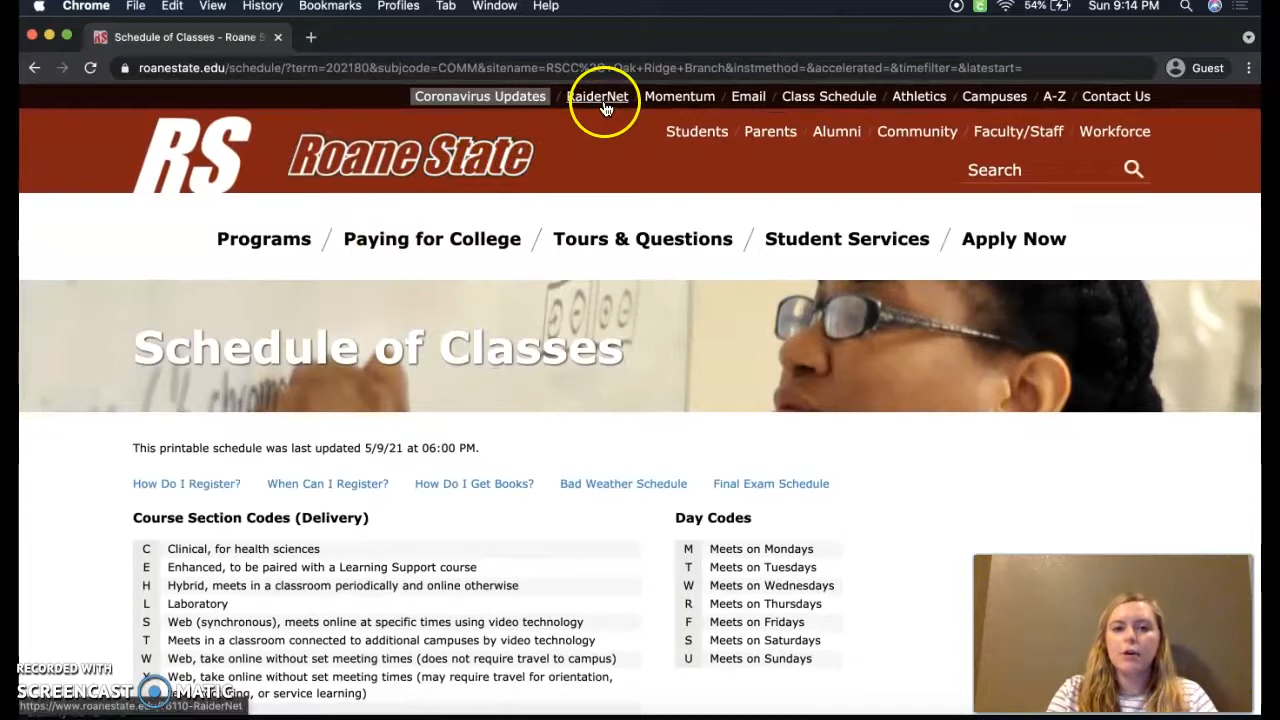 Chrome File Edit View History Bookmarks Profiles Tab Window Help 54% Sun 9:14 PM
Schedule of Classes - Roane S
roanestate.edu/schedule/?term=202180&subjcode=COMM&sitename=RSCC%2C+Oak+Ridge+Branch&instmethod=&accelerated=&timefilter=&latestart= Guest
Coronavirus Updates / RaiderNet Momentum / Email / Class Schedule / Athletics / Campuses / A-Z / Contact Us
RS Roane State
Students / Parents / Alumni / Community / Faculty/Staff / Workforce
Search
Programs / Paying for College / Tours & Questions / Student Services / Apply Now
Schedule of Classes
This printable schedule was last updated 5/9/21 at 06:00 PM.
How Do I Register? When Can I Register? How Do I Get Books? Bad Weather Schedule Final Exam Schedule
Course Section Codes (Delivery) Day Codes
C Clinical, for health sciences M Meets on Mondays
E Enhanced, to be paired with a Learning Support course T Meets on Tuesdays
H Hybrid, meets in a classroom periodically and online otherwise W Meets on Wednesdays
L Laboratory R Meets on Thursdays
S Web (synchronous), meets online at specific times using video technology F Meets on Fridays
T Meets in a classroom connected to additional campuses by video technology S Meets on Saturdays
W Web, take online without set meeting times (does not require travel to campus) U Meets on Sundays
RECORDED WITH
X Web, take online without set meeting times (may require travel for orientation,
SCREENCAST MATIC or service learning)
https://www.roanestate.edu 6110-RaiderNet